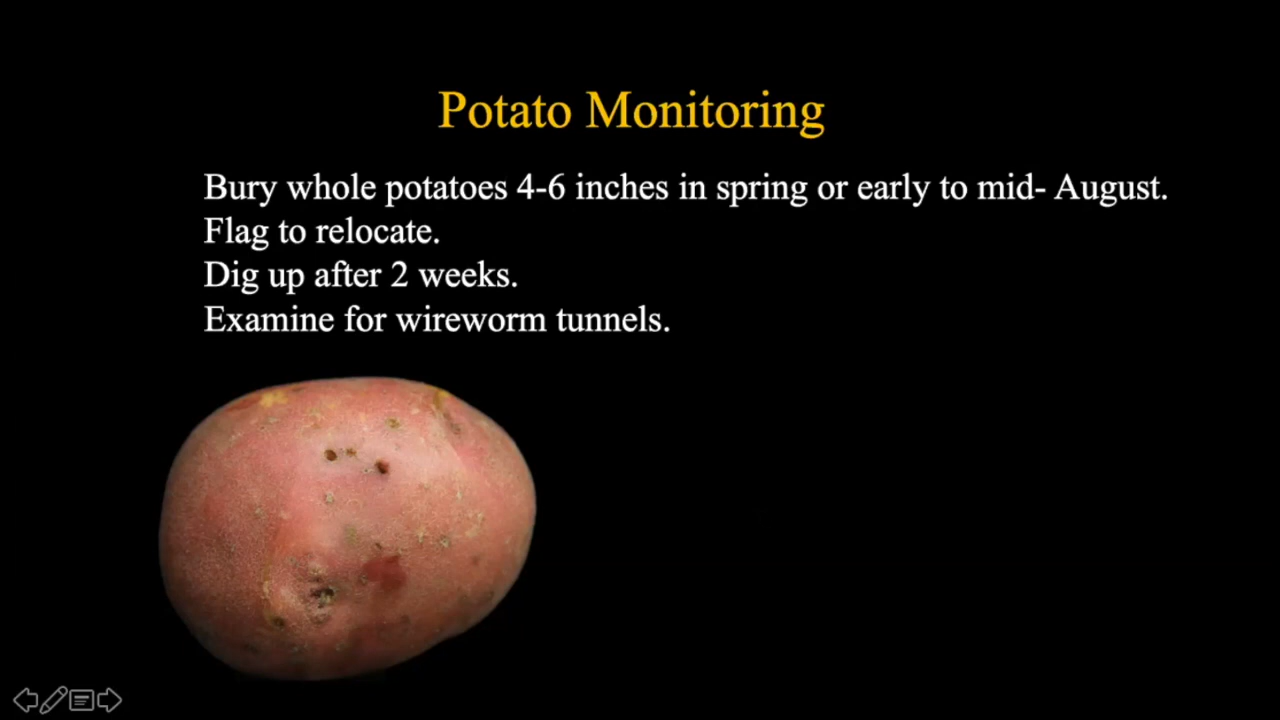 Potato Monitoring
Bury whole potatoes 4-6 inches in spring or early to mid- August.
Flag to relocate.
Dig up after 2 weeks.
Examine for wireworm tunnels.